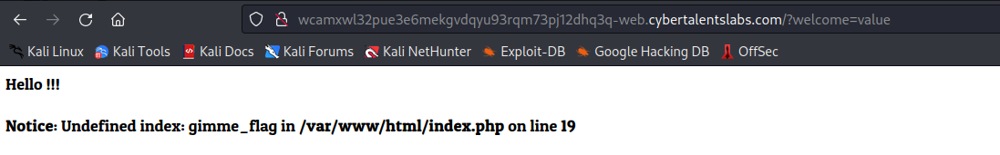 wcamxwl32pue3e6mekgvdqyu93rqm73pj12dhq3q-web.cybertalentslabs.com/?welcome=value
Kali Linux Kali Tools Kali Docs Kali Forums Kali NetHunter Exploit-DB Google Hacking DB OffSec
Hello !!!
Notice: Undefined index: gimme_flag in /var/www/html/index.php on line 19